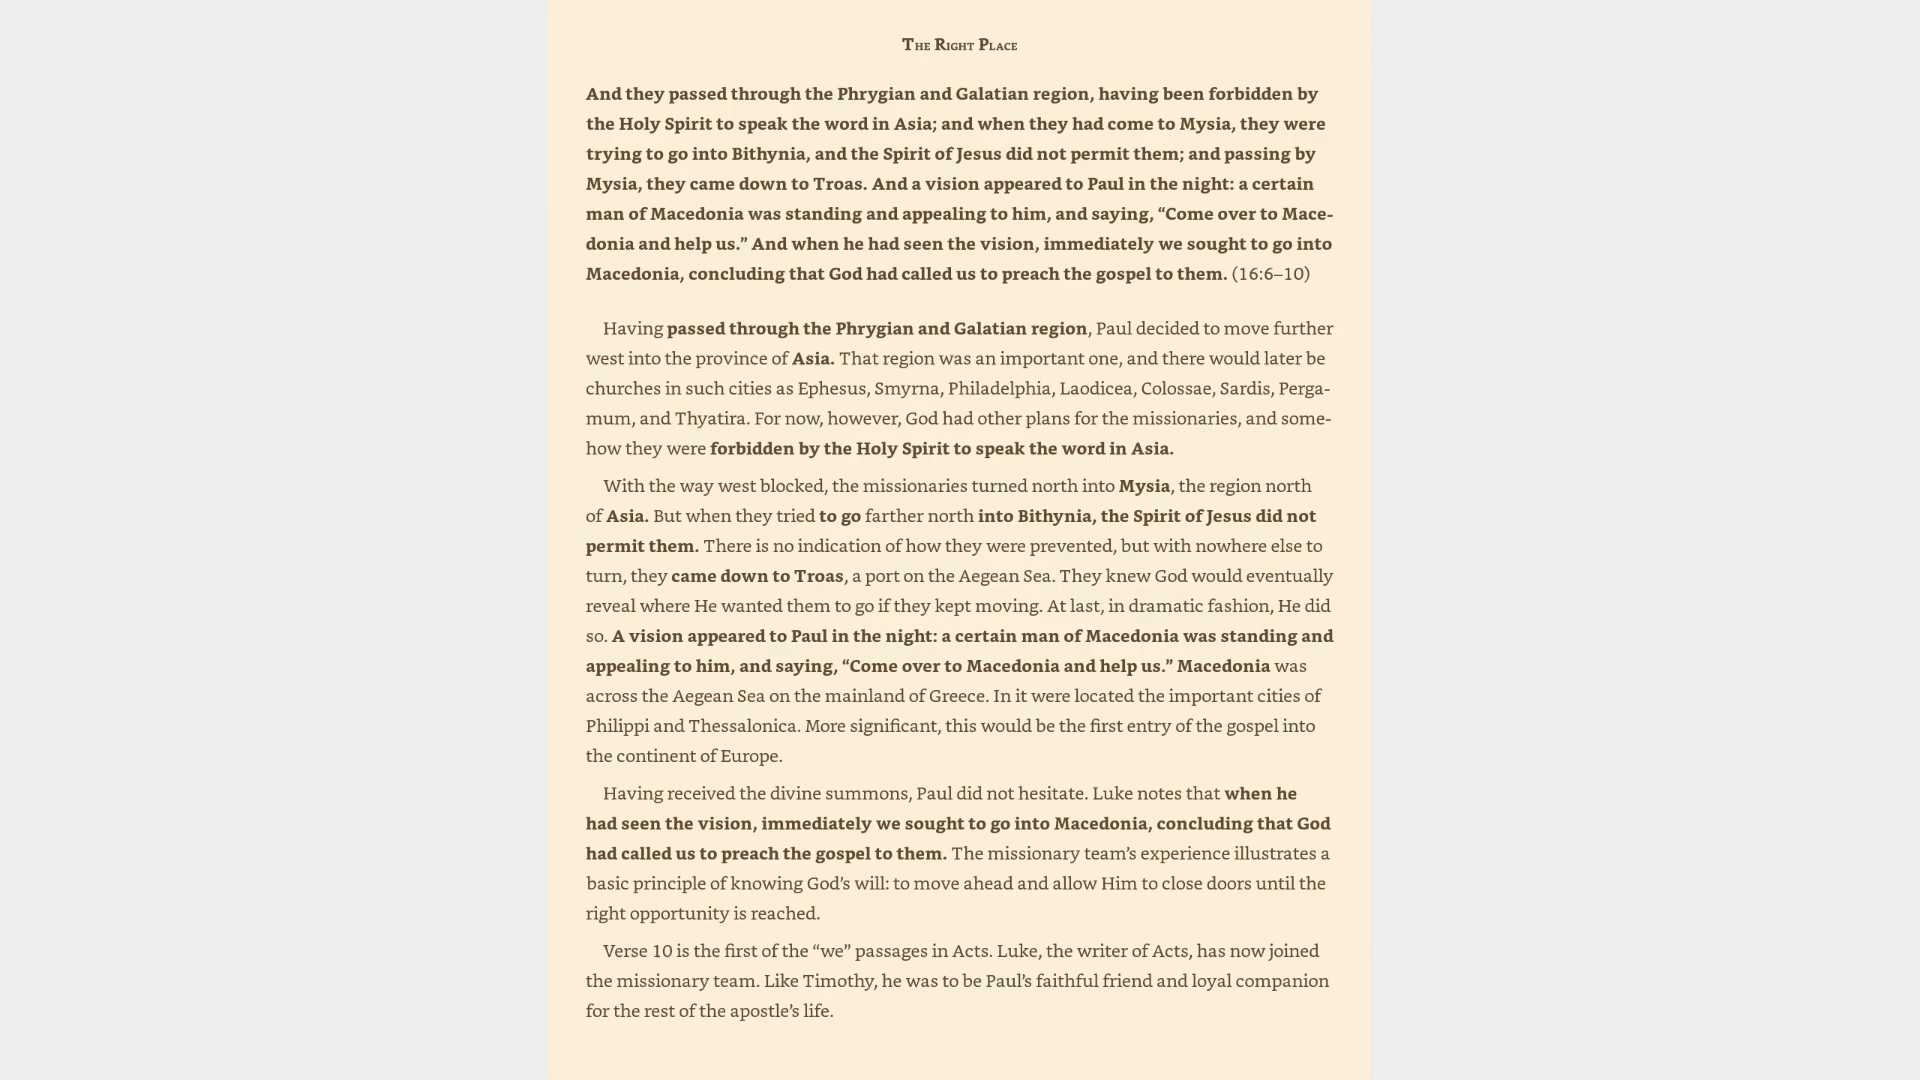 The Right Place
And they passed through the Phrygian and Galatian region, having been forbidden by
the Holy Spirit to speak the word in Asia; and when they had come to Mysia, they were
trying to go into Bithynia, and the Spirit of Jesus did not permit them; and passing by
Mysia, they came down to Troas. And a vision appeared to Paul in the night: a certain
man of Macedonia was standing and appealing to him, and saying, “Come over to Mace-
donia and help us.” And when he had seen the vision, immediately we sought to go into
Macedonia, concluding that God had called us to preach the gospel to them. (16:6–10)
Having passed through the Phrygian and Galatian region, Paul decided to move further
west into the province of Asia. That region was an important one, and there would later be
churches in such cities as Ephesus, Smyrna, Philadelphia, Laodicea, Colossae, Sardis, Perga-
mum, and Thyatira. For now, however, God had other plans for the missionaries, and some-
how they were forbidden by the Holy Spirit to speak the word in Asia.
With the way west blocked, the missionaries turned north into Mysia, the region north
of Asia. But when they tried to go farther north into Bithynia, the Spirit of Jesus did not
permit them. There is no indication of how they were prevented, but with nowhere else to
turn, they came down to Troas, a port on the Aegean Sea. They knew God would eventually
reveal where He wanted them to go if they kept moving. At last, in dramatic fashion, He did
so. A vision appeared to Paul in the night: a certain man of Macedonia was standing and
appealing to him, and saying, “Come over to Macedonia and help us.” Macedonia was
across the Aegean Sea on the mainland of Greece. In it were located the important cities of
Philippi and Thessalonica. More significant, this would be the first entry of the gospel into
the continent of Europe.
Having received the divine summons, Paul did not hesitate. Luke notes that when he
had seen the vision, immediately we sought to go into Macedonia, concluding that God
had called us to preach the gospel to them. The missionary team’s experience illustrates a
basic principle of knowing God’s will: to move ahead and allow Him to close doors until the
right opportunity is reached.
Verse 10 is the first of the “we” passages in Acts. Luke, the writer of Acts, has now joined
the missionary team. Like Timothy, he was to be Paul’s faithful friend and loyal companion
for the rest of the apostle’s life.